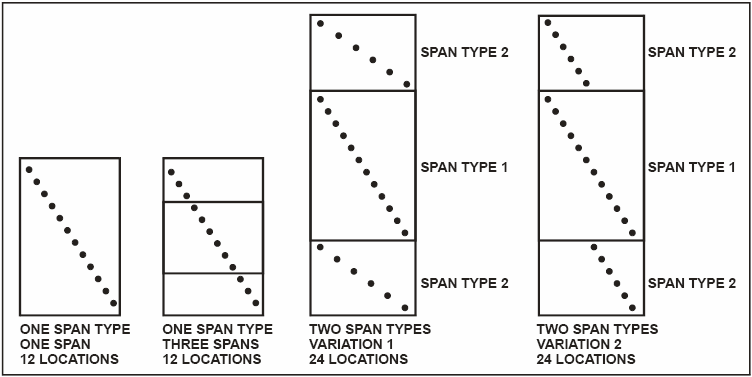 SPAN TYPE 2
SPAN TYPE 1
SPAN TYPE 2
SPAN TYPE 2
SPAN TYPE 1
SPAN TYPE 2
ONE SPAN TYPE
ONE SPAN
12 LOCATIONS
ONE SPAN TYPE
THREE SPANS
12 LOCATIONS
TWO SPAN TYPES
VARIATION 1
24 LOCATIONS
TWO SPAN TYPES
VARIATION 2
24 LOCATIONS